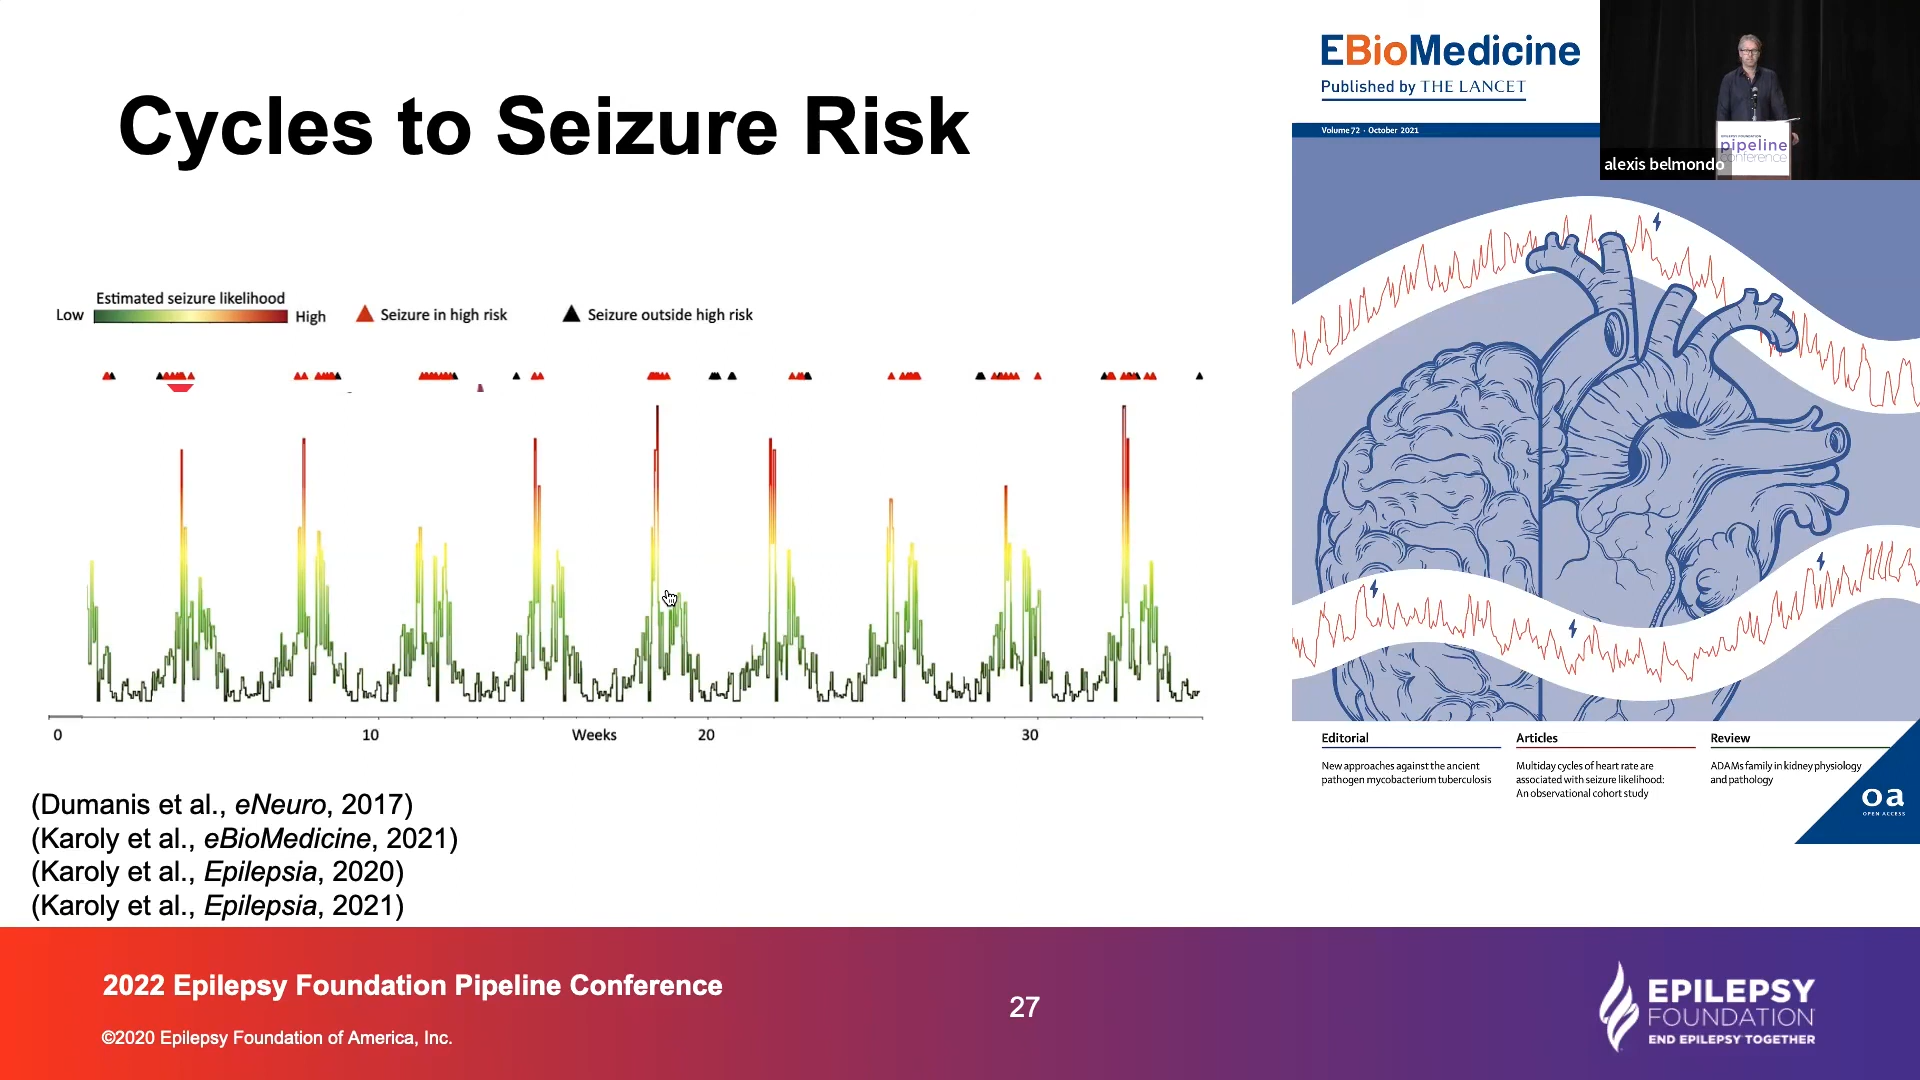 Cycles to Seizure Risk
Estimated seizure likelihood
Low
High
Seizure in high risk
Seizure outside high risk
0
10
Weeks
20
30
(Dumanis et al., eNeuro, 2017)
(Karoly et al., eBioMedicine, 2021)
(Karoly et al., Epilepsia, 2020)
(Karoly et al., Epilepsia, 2021)
EBioMedicine
Published by THE LANCET
Volume 72 · October 2021
EPILEPSY FOUNDATION
pipeline
conference
alexis belmondo
Editorial
New approaches against the ancient
pathogen mycobacterium tuberculosis
Articles
Multiday cycles of heart rate are
associated with seizure likelihood:
An observational cohort study
Review
ADAMs family in kidney physiology
and pathology
oa
OPEN ACCESS
2022 Epilepsy Foundation Pipeline Conference
©2020 Epilepsy Foundation of America, Inc.
27
EPILEPSY
FOUNDATION
END EPILEPSY TOGETHER